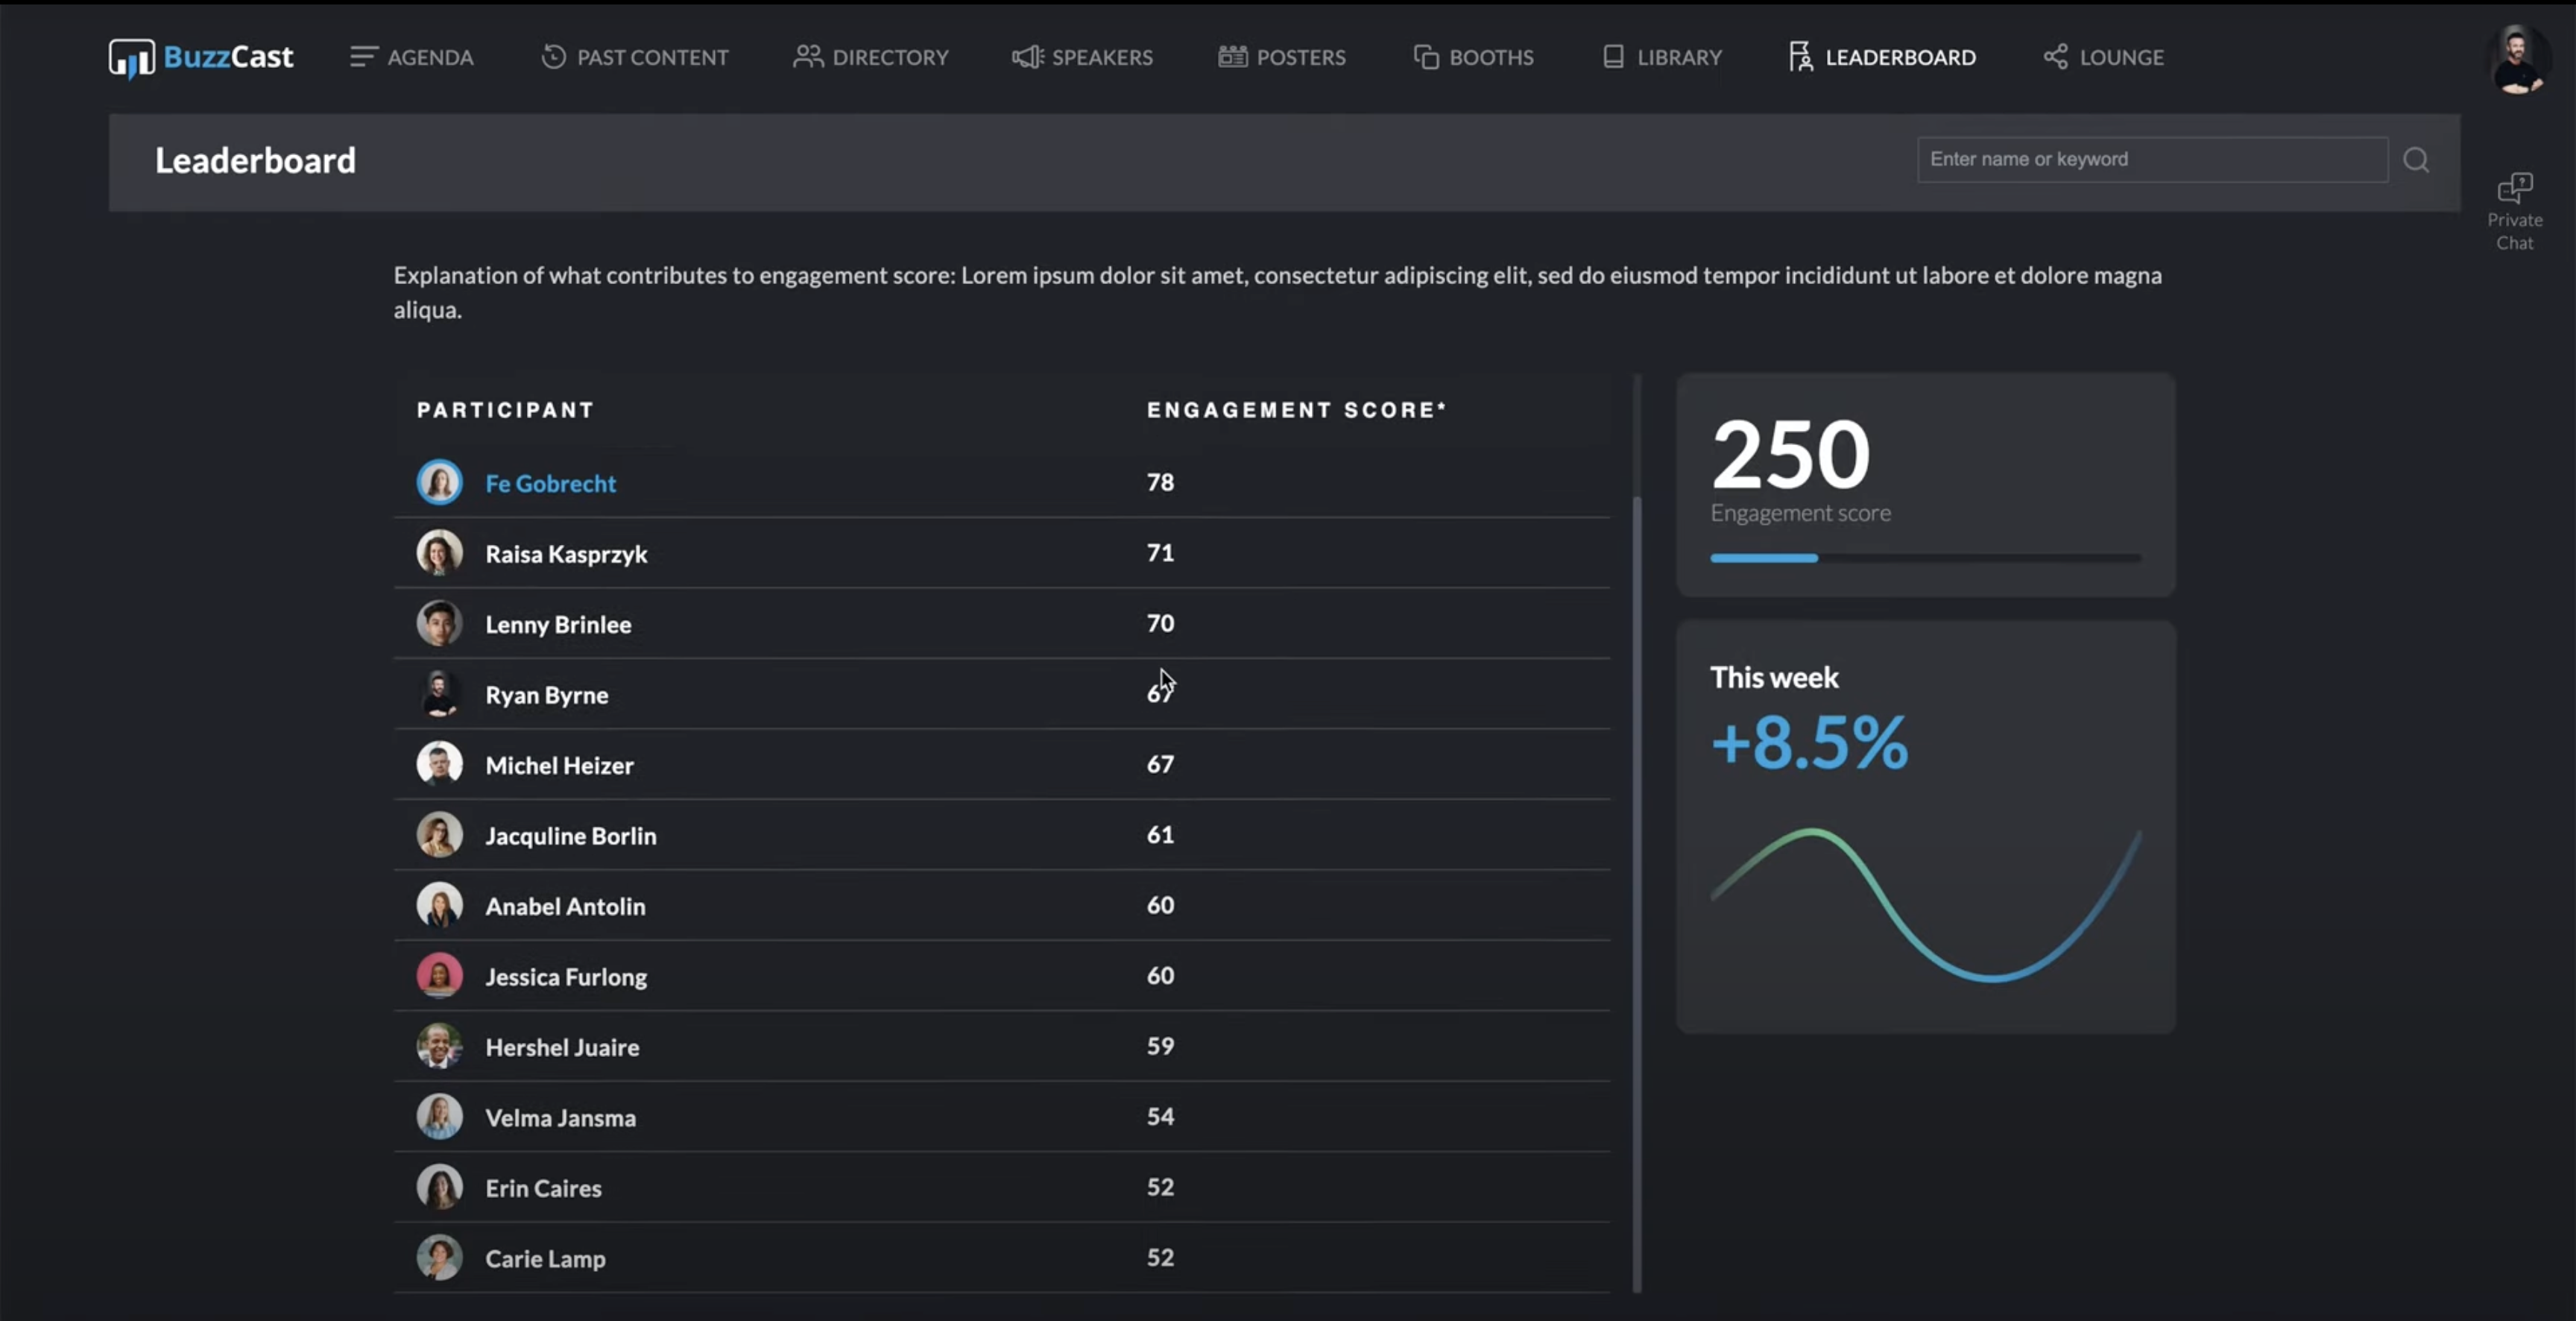 BuzzCast
AGENDA
PAST CONTENT
DIRECTORY
SPEAKERS
POSTERS
BOOTHS
LIBRARY
LEADERBOARD
LOUNGE
Leaderboard
Enter name or keyword
Private
Chat
Explanation of what contributes to engagement score: Lorem ipsum dolor sit amet, consectetur adipiscing elit, sed do eiusmod tempor incididunt ut labore et dolore magna
aliqua.
PARTICIPANT ENGAGEMENT SCORE*
Fe Gobrecht 78
Raisa Kasprzyk 71
Lenny Brinlee 70
Ryan Byrne 67
Michel Heizer 67
Jacquline Borlin 61
Anabel Antolin 60
Jessica Furlong 60
Hershel Juaire 59
Velma Jansma 54
Erin Caires 52
Carie Lamp 52
250
Engagement score
This week
+8.5%